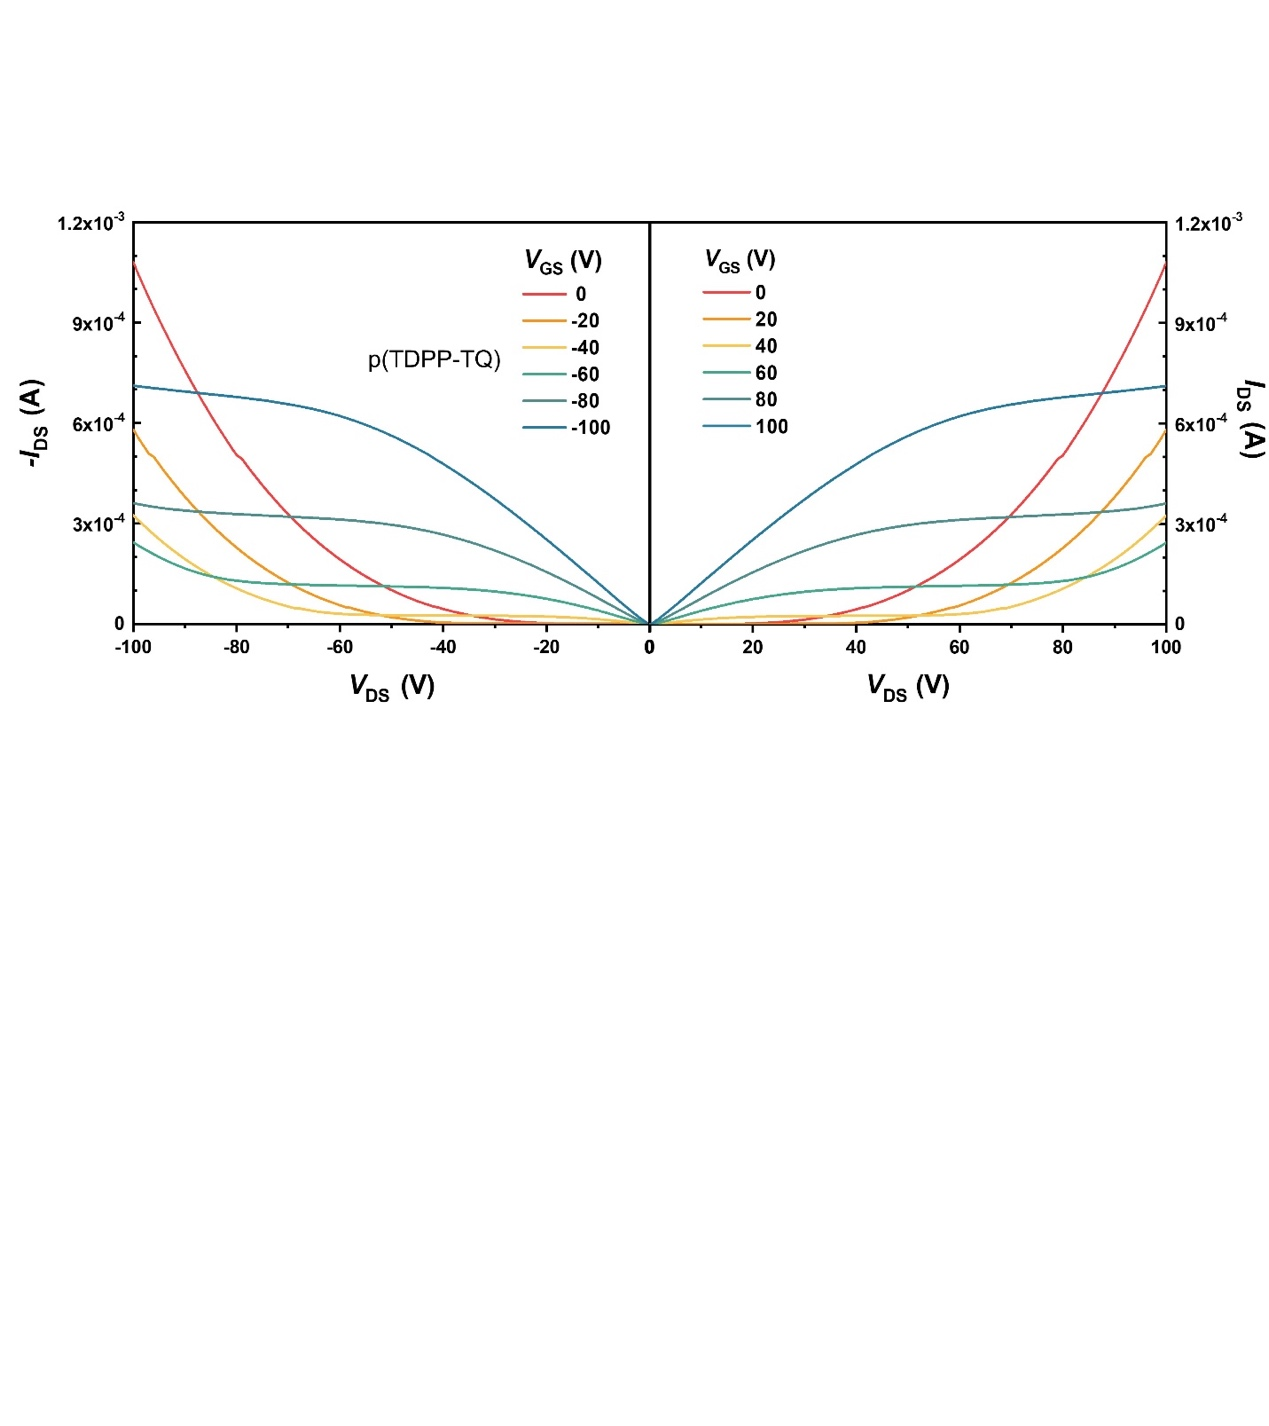 1.2x10-3
9x10-4
6x10-4
3x10-4
0
-IDS (A)
-100 -80 -60 -40 -20 0 20 40 60 80 100
VDS (V)
VDS (V)
p(TDPP-TQ)
VGS (V)
0
-20
-40
-60
-80
-100
VGS (V)
0
20
40
60
80
100
1.2x10-3
9x10-4
6x10-4
3x10-4
0
IDS (A)